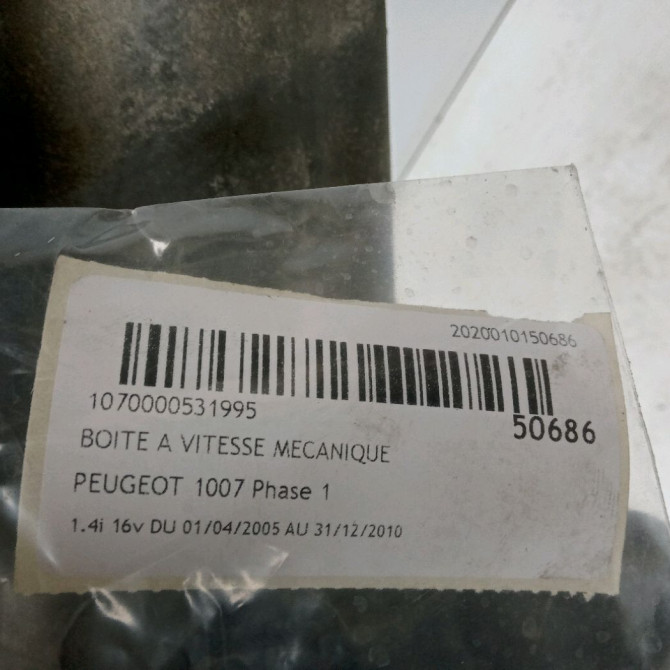 2020010150686
1070000531995
50686
BOITE A VITESSE MECANIQUE
PEUGEOT 1007 Phase 1
1.4i 16v DU 01/04/2005 AU 31/12/2010